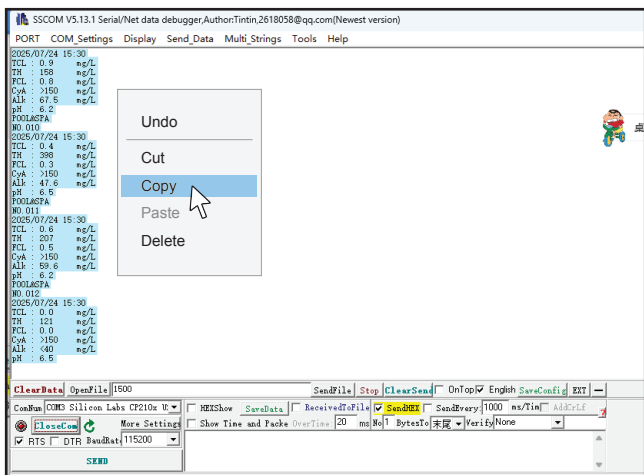 SSCOM V5.13.1 Serial/Net data debugger,Author:Tintin,2618058@qq.com(Newest version)
PORT COM_Settings Display Send_Data Multi_Strings Tools Help
2025/07/24 15:30
TCL : 0.9 mg/L
TH : 158 mg/L
FCL : 0.8 mg/L
CyA : >150 mg/L
Alk : 67.5 mg/L
pH : 6.2
POOL&SPA
NO.010
2025/07/24 15:30
TCL : 0.4 mg/L
TH : 398 mg/L
FCL : 0.3 mg/L
CyA : >150 mg/L
Alk : 47.6 mg/L
pH : 6.5
POOL&SPA
NO.011
2025/07/24 15:30
TCL : 0.6 mg/L
TH : 207 mg/L
FCL : 0.5 mg/L
CyA : >150 mg/L
Alk : 59.6 mg/L
pH : 6.2
POOL&SPA
NO.012
2025/07/24 15:30
TCL : 0.0 mg/L
TH : 121 mg/L
FCL : 0.0 mg/L
CyA : >150 mg/L
Alk : <40 mg/L
pH : 6.5
Undo
Cut
Copy
Paste
Delete
桌
ClearData OpenFile 1500 SendFile Stop ClearSend OnTop English SaveConfig EXT —
ComNum COM3 Silicon Labs CP210x U HEXShow SaveData ReceivedToFile SendHEX SendEvery: 1000 ms/Tim AddCrLf
CloseCom More Settings Show Time and Packe OverTime: 20 ms No 1 BytesTo 末尾 Verify None
RTS DTR BaudRat 115200
SEND